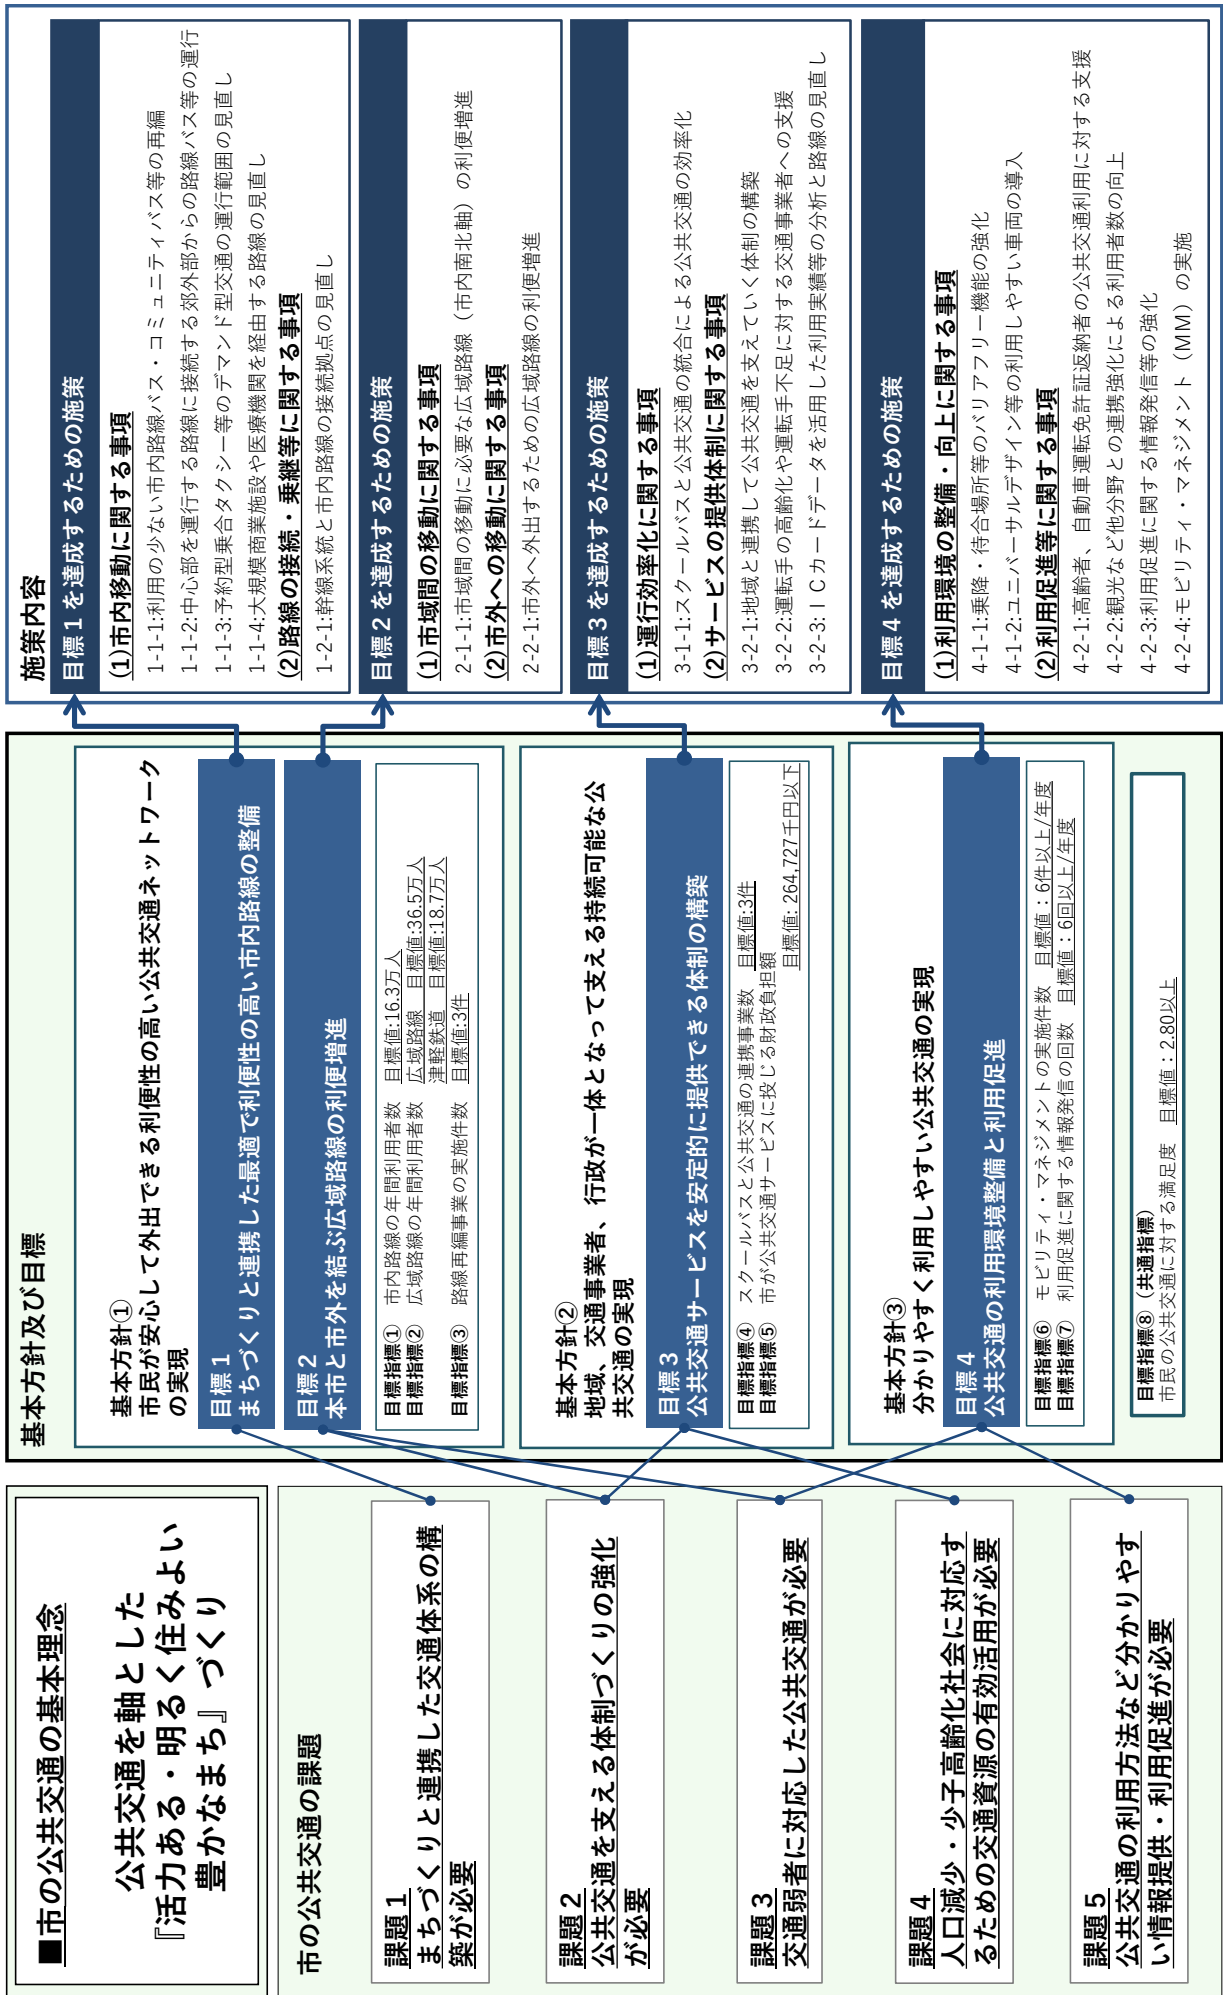 ■市の公共交通の基本理念
公共交通を軸とした
『活力ある・明るく住みよい
豊かなまち』づくり
市の公共交通の課題
課題１
まちづくりと連携した交通体系の構
築が必要
課題２
公共交通を支える体制づくりの強化
が必要
課題３
交通弱者に対応した公共交通が必要
課題４
人口減少・少子高齢化社会に対応す
るための交通資源の有効活用が必要
課題５
公共交通の利用方法など分かりやす
い情報提供・利用促進が必要
基本方針及び目標
基本方針①
市民が安心して外出できる利便性の高い公共交通ネットワーク
の実現
目標１
まちづくりと連携した最適で利便性の高い市内路線の整備
目標２
本市と市外を結ぶ広域路線の利便増進
目標指標① 市内路線の年間利用者数 目標値:16.3万人
目標指標② 広域路線の年間利用者数 広域路線 目標値:36.5万人
津軽鉄道 目標値:18.7万人
目標指標③ 路線再編事業の実施件数 目標値:3件
基本方針②
地域、交通事業者、行政が一体となって支える持続可能な公
共交通の実現
目標３
公共交通サービスを安定的に提供できる体制の構築
目標指標④ スクールバスと公共交通の連携事業数 目標値:3件
目標指標⑤ 市が公共交通サービスに投じる財政負担額
目標値: 264,727千円以下
基本方針③
分かりやすく利用しやすい公共交通の実現
目標４
公共交通の利用環境整備と利用促進
目標指標⑥ モビリティ・マネジメントの実施件数 目標値：6件以上/年度
目標指標⑦ 利用促進に関する情報発信の回数 目標値：6回以上/年度
目標指標⑧（共通指標）
市民の公共交通に対する満足度 目標値：2.80以上
施策内容
目標１を達成するための施策
(1)市内移動に関する事項
1-1-1:利用の少ない市内路線バス・コミュニティバス等の再編
1-1-2:中心部を運行する路線に接続する郊外部からの路線バス等の運行
1-1-3:予約型乗合タクシー等のデマンド型交通の運行範囲の見直し
1-1-4:大規模商業施設や医療機関を経由する路線の見直し
(2)路線の接続・乗継等に関する事項
1-2-1:幹線系統と市内路線の接続拠点の見直し
目標２を達成するための施策
(1)市域間の移動に関する事項
2-1-1:市域間の移動に必要な広域路線（市内南北軸）の利便増進
(2)市外への移動に関する事項
2-2-1:市外へ外出するための広域路線の利便増進
目標３を達成するための施策
(1)運行効率化に関する事項
3-1-1:スクールバスと公共交通の統合による公共交通の効率化
(2)サービスの提供体制に関する事項
3-2-1:地域と連携して公共交通を支えていく体制の構築
3-2-2:運転手の高齢化や運転手不足に対する交通事業者への支援
3-2-3:ＩＣカードデータを活用した利用実績等の分析と路線の見直し
目標４を達成するための施策
(1)利用環境の整備・向上に関する事項
4-1-1:乗降・待合場所等のバリアフリー機能の強化
4-1-2:ユニバーサルデザイン等の利用しやすい車両の導入
(2)利用促進等に関する事項
4-2-1:高齢者、自動車運転免許証返納者の公共交通利用に対する支援
4-2-2:観光など他分野との連携強化による利用者数の向上
4-2-3:利用促進に関する情報発信等の強化
4-2-4:モビリティ・マネジメント（MM）の実施